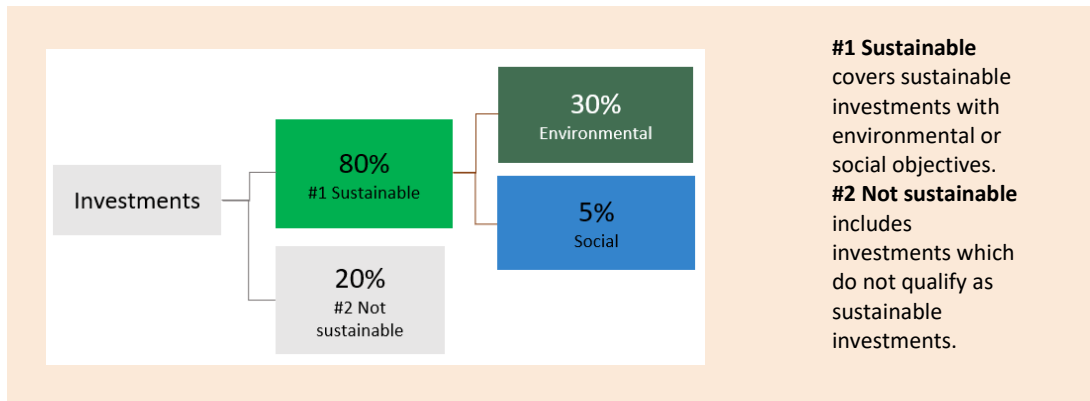 Investments
80%
#1 Sustainable
20%
#2 Not
sustainable
30%
Environmental
5%
Social
#1 Sustainable
covers sustainable
investments with
environmental or
social objectives.
#2 Not sustainable
includes
investments which
do not qualify as
sustainable
investments.